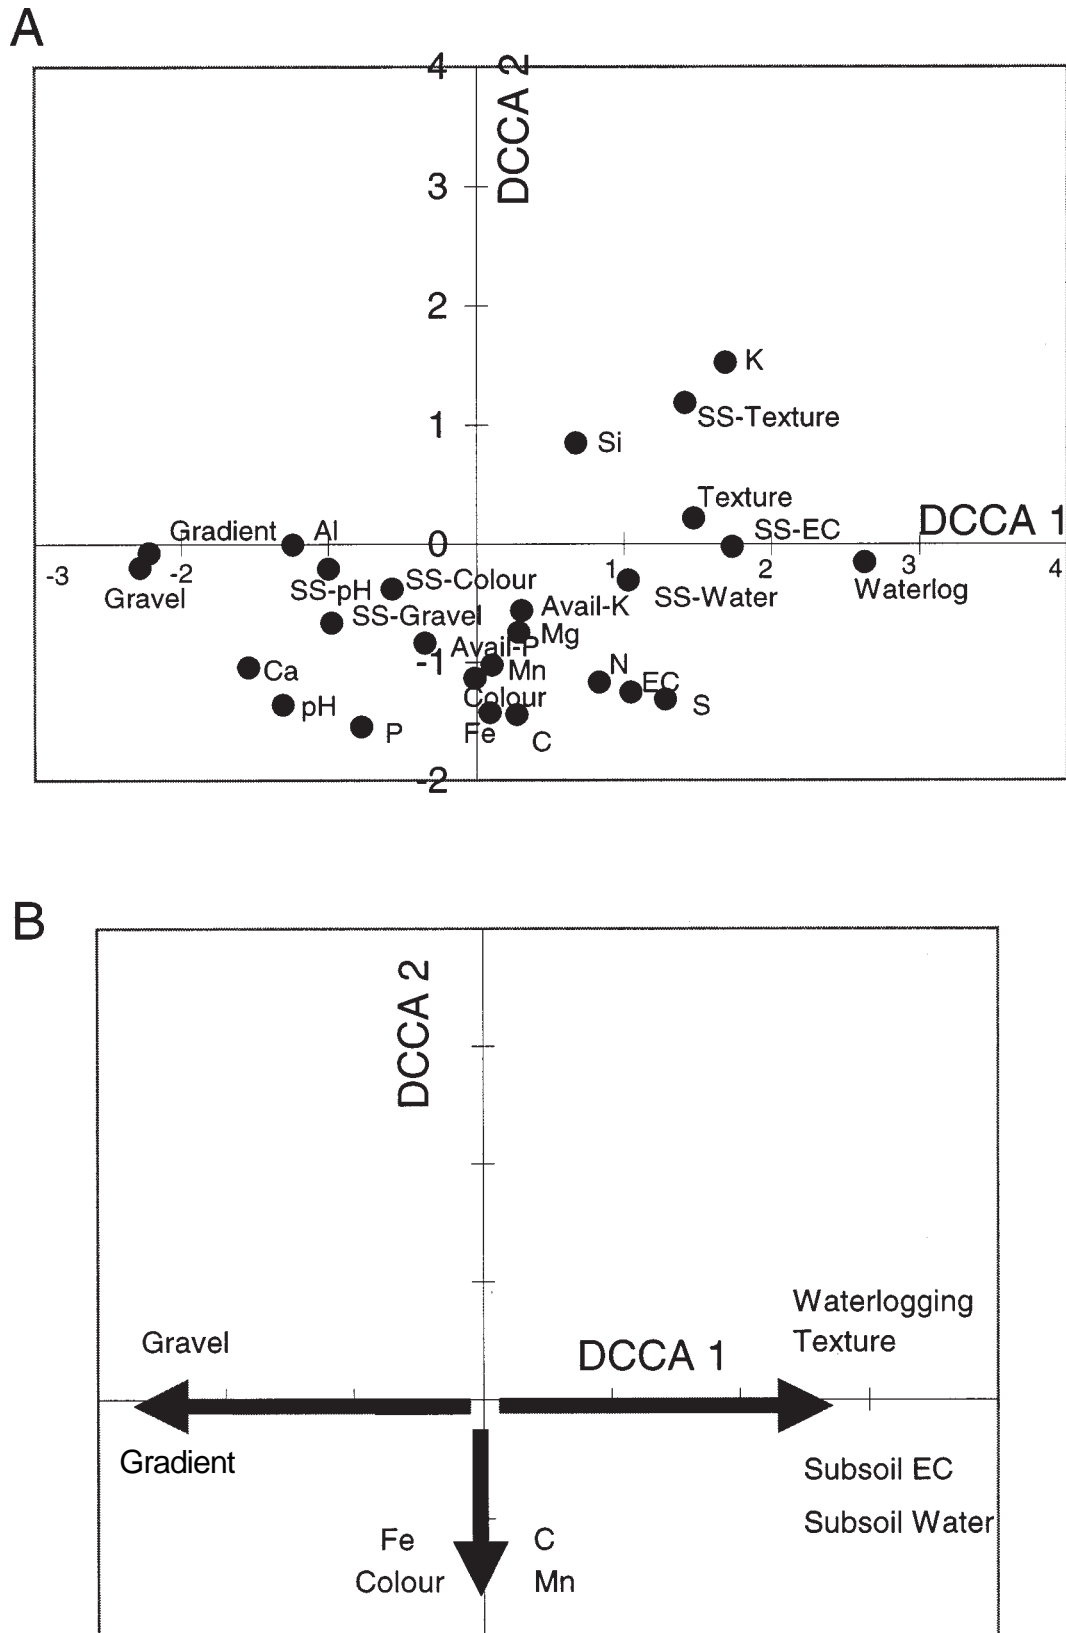 A
4
DCCA 2
3
2
K
1
SS-Texture
Si
Texture
DCCA 1
Gradient
Al
0
SS-EC
-3
-2
1
2
3
4
Gravel
SS-pH
SS-Colour
SS-Water
Waterlog
SS-Gravel
Avail-K
Mg
Avail-P
-1
Mn
N
Ca
EC
S
pH
Colour
P
Fe
C
-2
B
DCCA 2
Waterlogging
Gravel
DCCA 1
Texture
Gradient
Subsoil EC
Subsoil Water
Fe
C
Colour
Mn